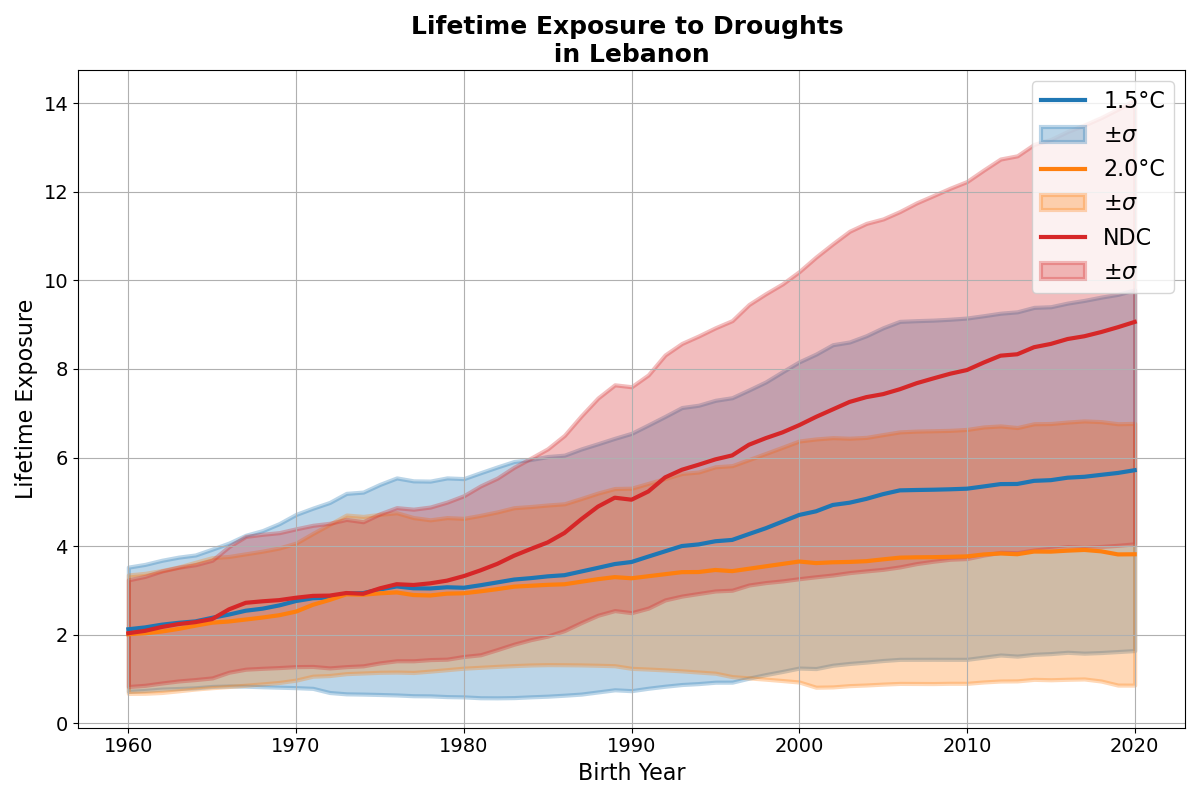 Lifetime Exposure to Droughts
in Lebanon
Lifetime Exposure
14
12
10
8
6
4
2
0
1.5°C
±σ
2.0°C
±σ
NDC
±σ
1960
1970
1980
1990
2000
2010
2020
Birth Year